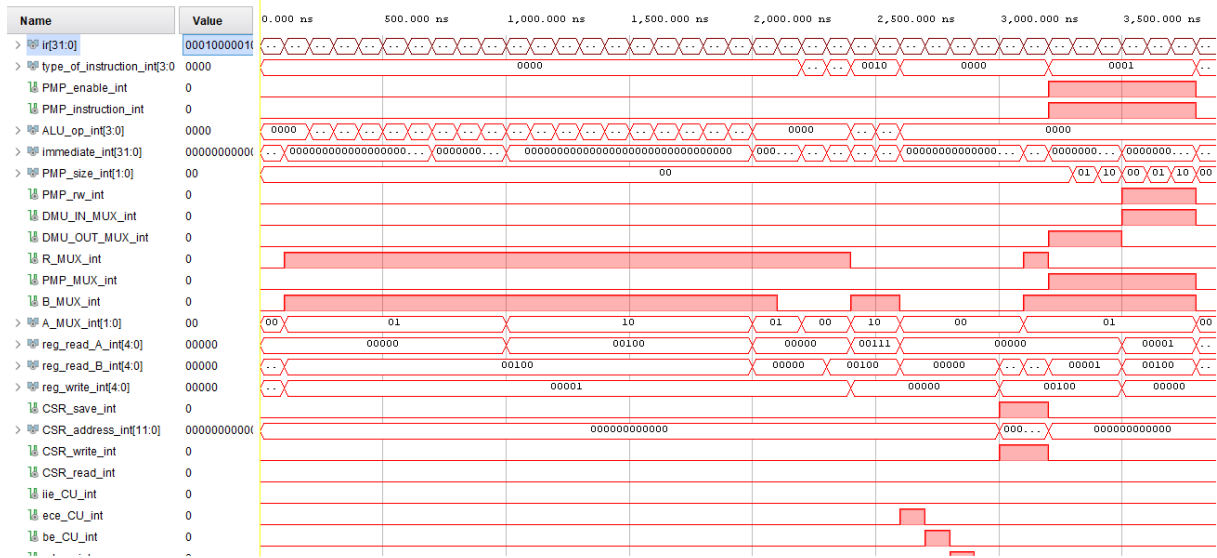 Name Value 0.000 ns 500.000 ns 1,000.000 ns 1,500.000 ns 2,000.000 ns 2,500.000 ns 3,000.000 ns 3,500.000 ns
> ir[31:0] 00010000010 ·· ·· ·· ·· ·· ·· ·· ·· ·· ·· ·· ·· ·· ·· ·· ·· ·· ·· ·· ·· ·· ·· ·· ·· ·· ·· ·· ·· ·· ·· ·· ·· ·· ·· ·· ·· ·· ·· ··
> type_of_instruction_int[3:0 0000 0000 ·· ·· 0010 0000 0001 ··
PMP_enable_int 0
PMP_instruction_int 0
> ALU_op_int[3:0] 0000 0000 ·· ·· ·· ·· ·· ·· ·· ·· ·· ·· ·· ·· ·· ·· ·· ·· ·· ·· 0000 ·· ·· 0000
> immediate_int[31:0] 00000000000 ·· 0000000000000000... 0000000... 00000000000000000000000000000000 000... ·· ·· ·· ·· 00000000000000... ·· 0000000... 0000000... ··
> PMP_size_int[1:0] 00 00 01 10 00 01 10 00
PMP_rw_int 0
DMU_IN_MUX_int 0
DMU_OUT_MUX_int 0
R_MUX_int 0
PMP_MUX_int 0
B_MUX_int 0
> A_MUX_int[1:0] 00 00 01 10 01 00 10 00 01 00
> reg_read_A_int[4:0] 00000 00000 00100 00000 00111 00000 00001 ··
> reg_read_B_int[4:0] 00000 ·· 00100 00000 00100 00000 ·· ·· 00001 00100 ··
> reg_write_int[4:0] 00000 ·· 00001 00000 00100 00000
CSR_save_int 0
> CSR_address_int[11:0] 00000000000 000000000000 000... 000000000000
CSR_write_int 0
CSR_read_int 0
iie_CU_int 0
ece_CU_int 0
be_CU_int 0